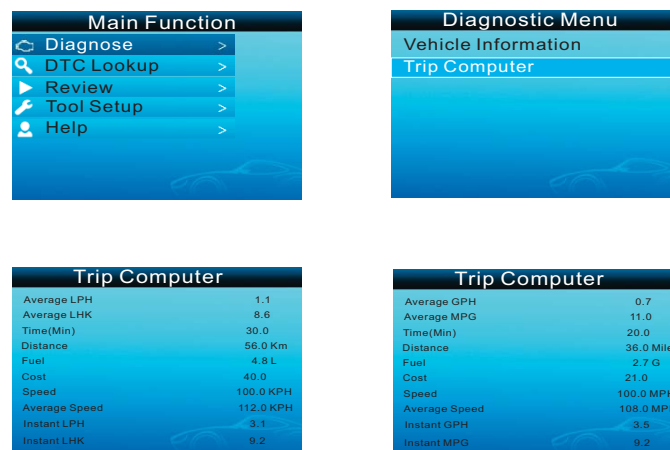 Main Function
Diagnose >
DTC Lookup >
Review >
Tool Setup >
Help >
Diagnostic Menu
Vehicle Information
Trip Computer
Trip Computer
Average LPH 1.1
Average LHK 8.6
Time(Min) 30.0
Distance 56.0 Km
Fuel 4.8 L
Cost 40.0
Speed 100.0 KPH
Average Speed 112.0 KPH
Instant LPH 3.1
Instant LHK 9.2
Trip Computer
Average GPH 0.7
Average MPG 11.0
Time(Min) 20.0
Distance 36.0 Mile
Fuel 2.7 G
Cost 21.0
Speed 100.0 MPH
Average Speed 108.0 MPH
Instant GPH 3.5
Instant MPG 9.2